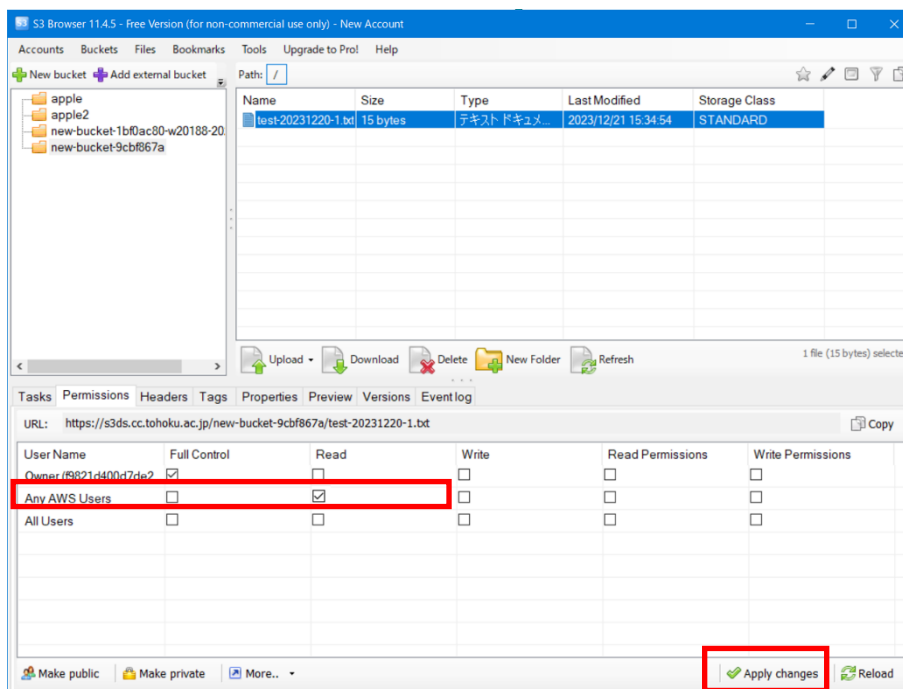 S3 Browser 11.4.5 - Free Version (for non-commercial use only) - New Account
Accounts Buckets Files Bookmarks Tools Upgrade to Pro! Help
New bucket Add external bucket Path: /
apple
apple2
new-bucket-1bf0ac80-w20188-20
new-bucket-9cbf867a
Name Size Type Last Modified Storage Class
test-20231220-1.txt 15 bytes テキスト ドキュメ... 2023/12/21 15:34:54 STANDARD
Upload Download Delete New Folder Refresh 1 file (15 bytes) selecte
Tasks Permissions Headers Tags Properties Preview Versions Eventlog
URL: https://s3ds.cc.tohoku.ac.jp/new-bucket-9cbf867a/test-20231220-1.txt Copy
User Name Full Control Read Write Read Permissions Write Permissions
Owner (f9821d400d7de2
Any AWS Users
All Users
Make public Make private More.. Apply changes Reload